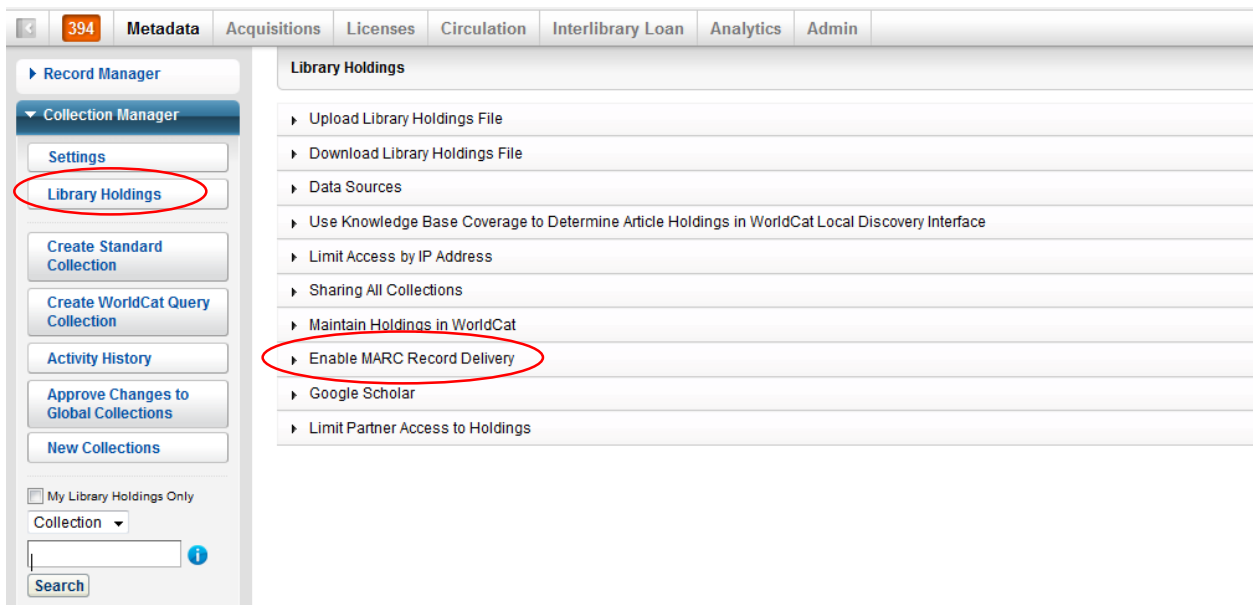 394 Metadata Acquisitions Licenses Circulation Interlibrary Loan Analytics Admin
Record Manager
Collection Manager
Settings
Library Holdings
Create Standard
Collection
Create WorldCat Query
Collection
Activity History
Approve Changes to
Global Collections
New Collections
My Library Holdings Only
Collection
i
Search
Library Holdings
Upload Library Holdings File
Download Library Holdings File
Data Sources
Use Knowledge Base Coverage to Determine Article Holdings in WorldCat Local Discovery Interface
Limit Access by IP Address
Sharing All Collections
Maintain Holdings in WorldCat
Enable MARC Record Delivery
Google Scholar
Limit Partner Access to Holdings